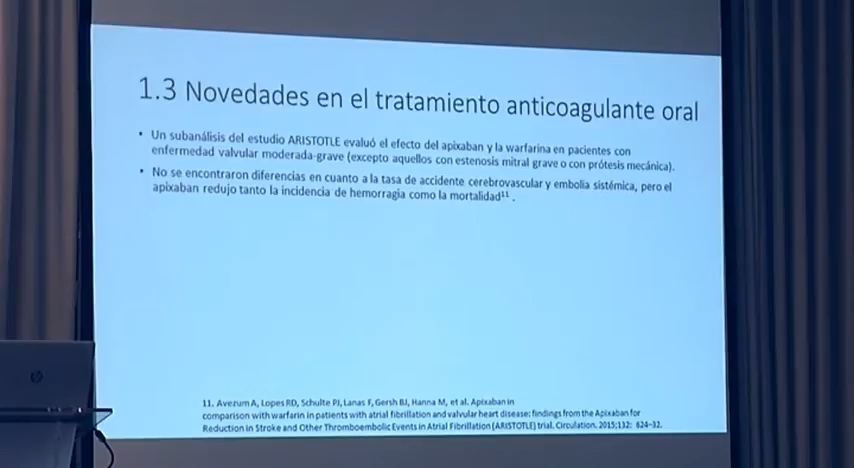 1.3 Novedades en el tratamiento anticoagulante oral
• Un subanálisis del estudio ARISTOTLE evaluó el efecto del apixaban y la warfarina en pacientes con
enfermedad valvular moderada-grave (excepto aquellos con estenosis mitral grave o con prótesis mecánica).
• No se encontraron diferencias en cuanto a la tasa de accidente cerebrovascular y embolia sistémica, pero el
apixaban redujo tanto la incidencia de hemorragia como la mortalidad¹¹ .
11. Avezum A, Lopes RD, Schulte PJ, Lanas F, Gersh BJ, Hanna M, et al. Apixaban in
comparison with warfarin in patients with atrial fibrillation and valvular heart disease: findings from the Apixaban for
Reduction in Stroke and Other Thromboembolic Events in Atrial Fibrillation (ARISTOTLE) trial. Circulation. 2015;132: 624–32.
hp